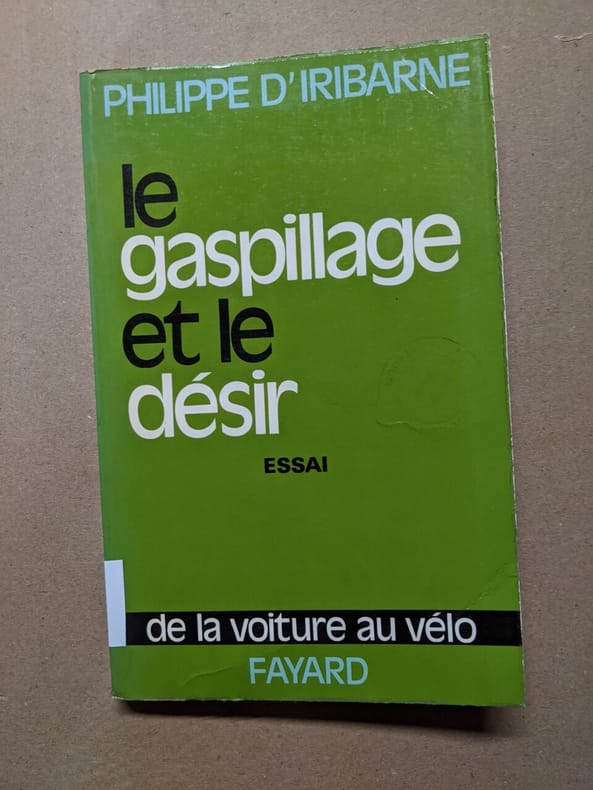 PHILIPPE D'IRIBARNE
le
gaspillage
et le
désir
ESSAI
de la voiture au vélo
FAYARD